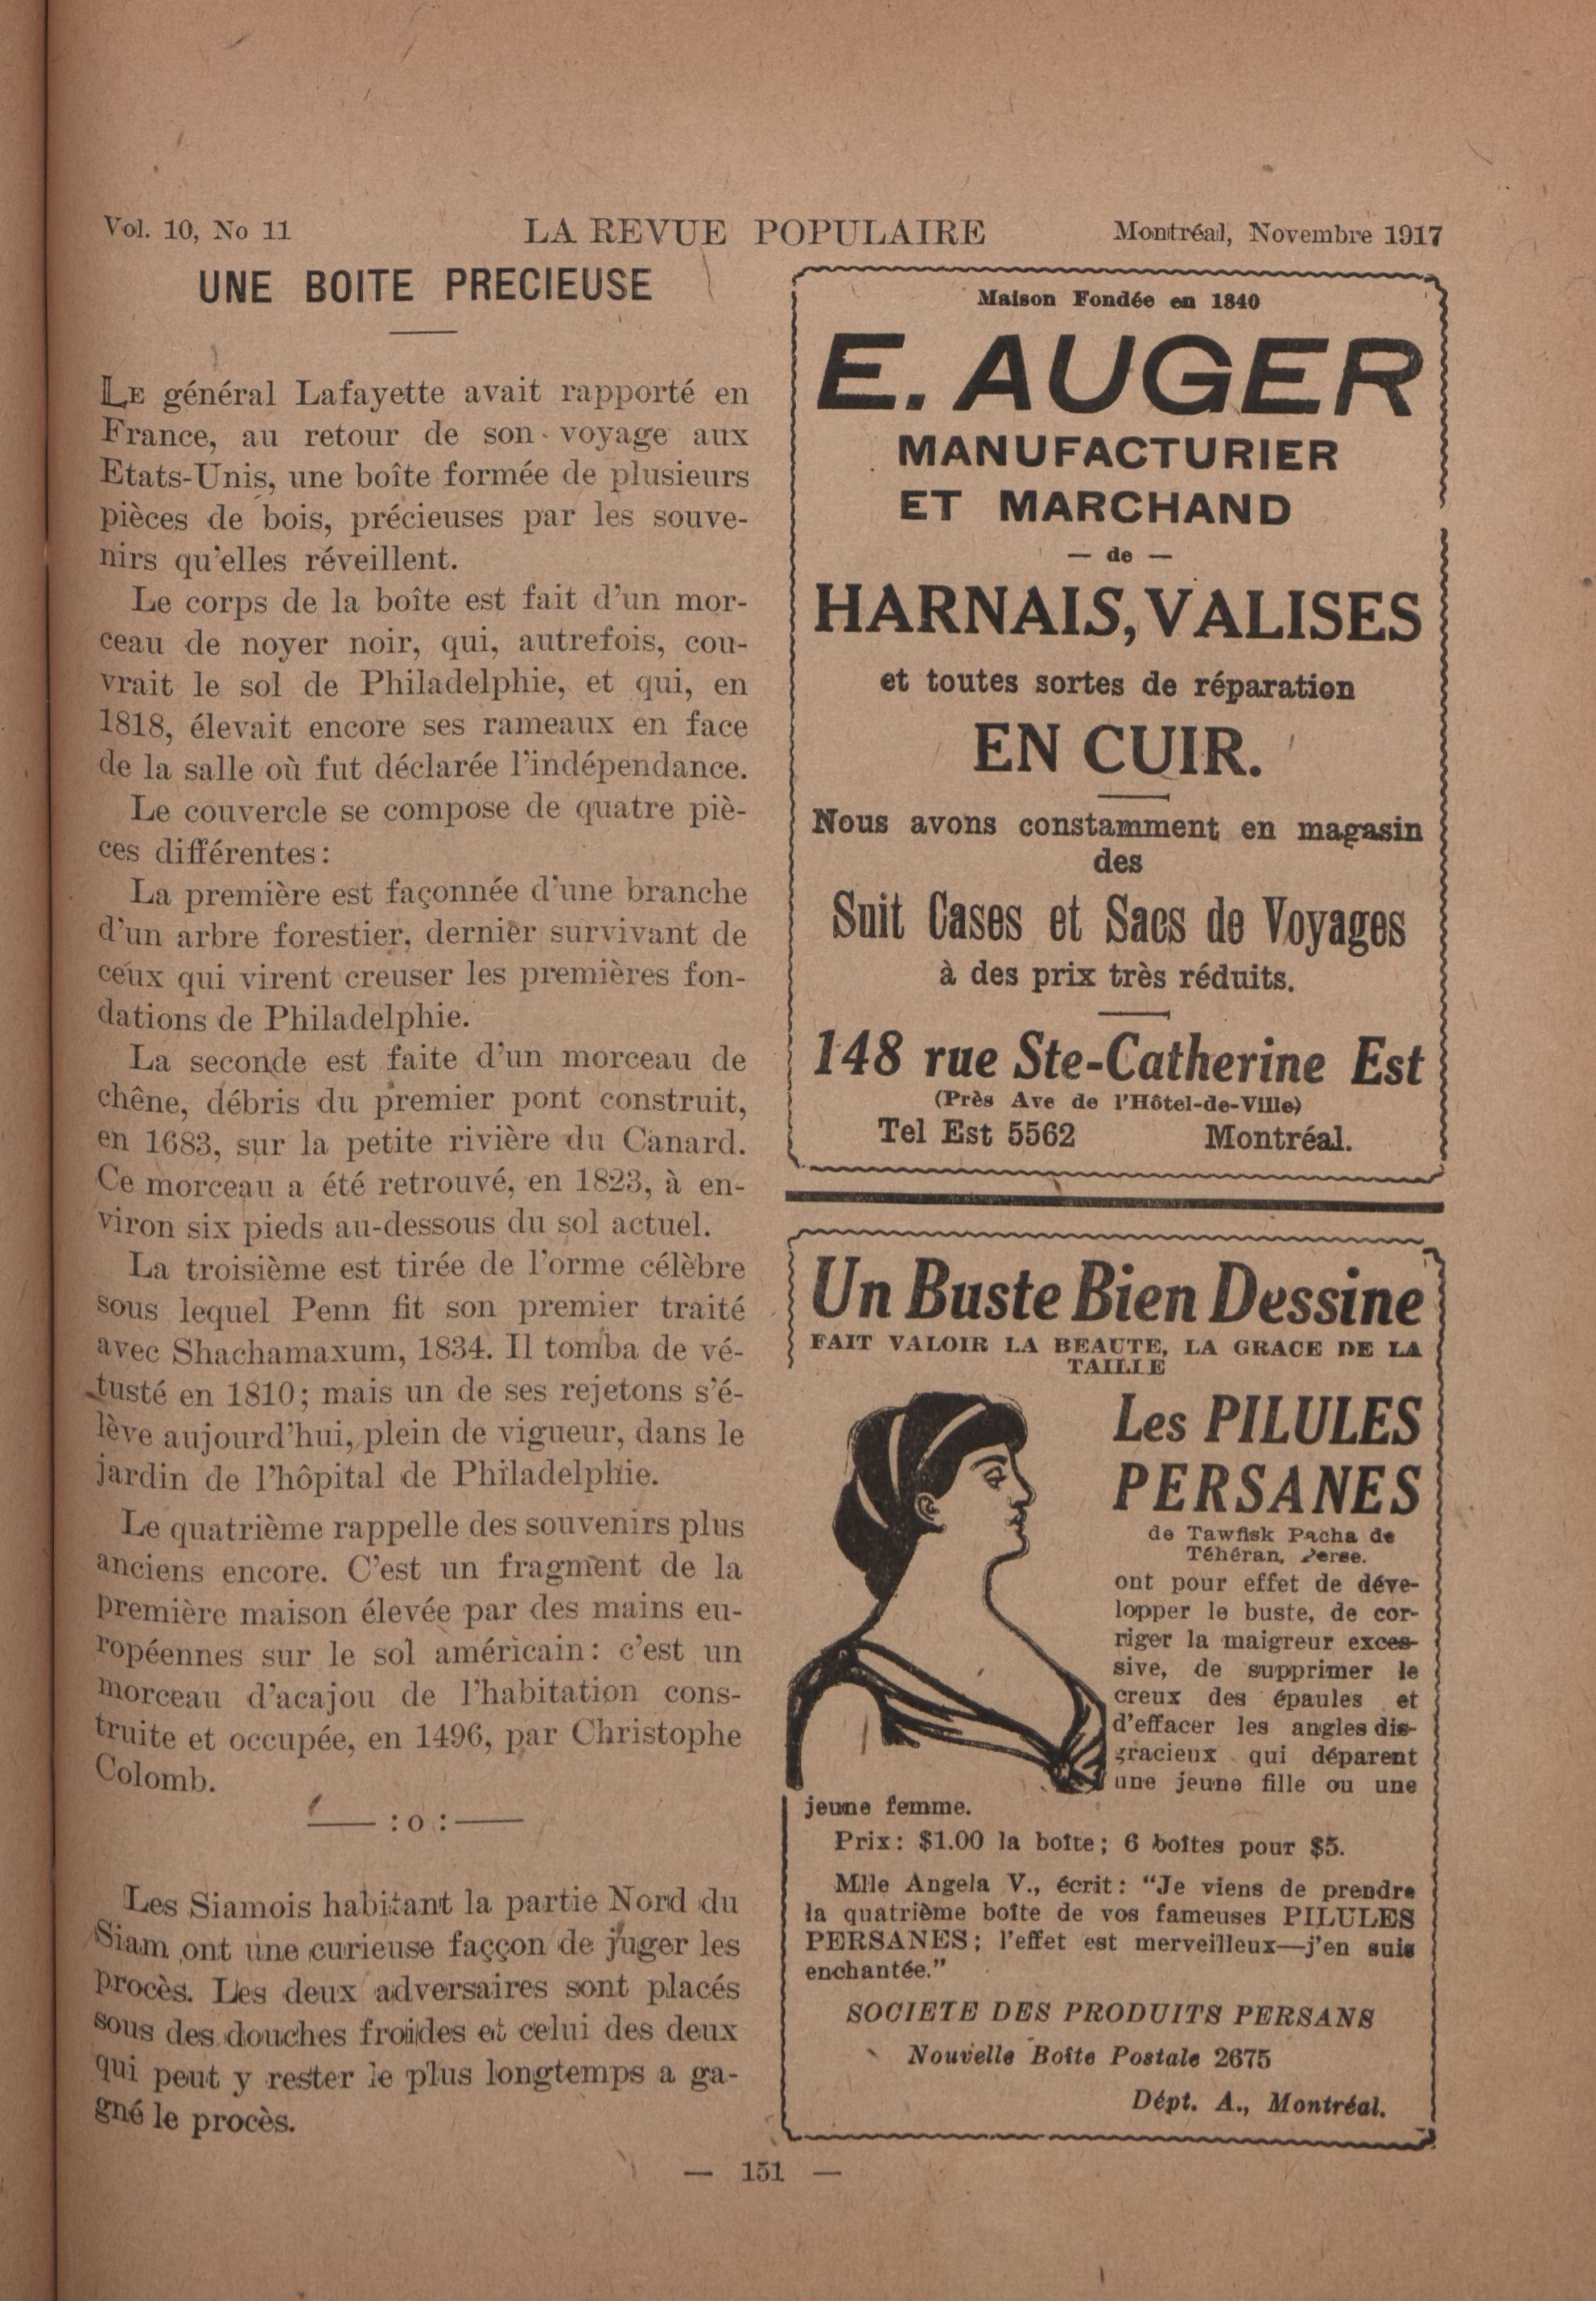 Vol. 10, No 11
LA REVUE POPULAIRE
Montréal, Novembre 1917
UNE BOITE PRECIEUSE
LE général Lafayette avait rapporté en
France, au retour de son voyage aux
Etats-Unis, une boîte formée de plusieurs
pièces de bois, précieuses par les souve-
nirs qu'elles réveillent.
Le corps de la boîte est fait d'un mor-
ceau de noyer noir, qui, autrefois, cou-
vrait le sol de Philadelphie, et qui, en
1818, élevait encore ses rameaux en face
de la salle où fut déclarée l'indépendance.
Le couvercle se compose de quatre piè-
ces différentes:
La première est façonnée d'une branche
d'un arbre forestier, dernier survivant de
ceux qui virent creuser les premières fon-
dations de Philadelphie.
La seconde est faite d'un morceau de
chêne, débris du premier pont construit,
en 1683, sur la petite rivière du Canard.
Ce morceau a été retrouvé, en 1823, à en-
viron six pieds au-dessous du sol actuel.
La troisième est tirée de l'orme célèbre
sous lequel Penn fit son premier traité
avec Shachamaxum, 1834. Il tomba de vé-
tusté en 1810; mais un de ses rejetons s'é-
lève aujourd'hui, plein de vigueur, dans le
jardin de l'hôpital de Philadelphie.
Le quatrième rappelle des souvenirs plus
anciens encore. C'est un fragment de la
première maison élevée par des mains eu-
ropéennes sur le sol américain: c'est un
morceau d'acajou de l'habitation cons-
truite et occupée, en 1496, par Christophe
Colomb.
— : o : —
Les Siamois habitant la partie Nord du
Siam ont une curieuse faççon de juger les
procès. Les deux adversaires sont placés
sous des douches froides et celui des deux
qui peut y rester le plus longtemps a ga-
gné le procès.
Maison Fondée en 1840
E. AUGER
MANUFACTURIER
ET MARCHAND
— de —
HARNAIS, VALISES
et toutes sortes de réparation
EN CUIR.
Nous avons constamment en magasin
des
Suit Cases et Sacs de Voyages
à des prix très réduits.
148 rue Ste-Catherine Est
(Près Ave de l'Hôtel-de-Ville)
Tel Est 5562 Montréal.
Un Buste Bien Dessine
FAIT VALOIR LA BEAUTE, LA GRACE DE LA
TAILLE
Les PILULES
PERSANES
de Tawfisk Pacha de
Téhéran, Perse.
ont pour effet de déve-
lopper le buste, de cor-
riger la maigreur exces-
sive, de supprimer le
creux des épaules et
d'effacer les angles dis-
gracieux qui déparent
une jeune fille ou une
jeune femme.
Prix: $1.00 la boîte; 6 boîtes pour $5.
Mlle Angela V., écrit: "Je viens de prendre
la quatrième boîte de vos fameuses PILULES
PERSANES; l'effet est merveilleux—j'en suis
enchantée."
SOCIETE DES PRODUITS PERSANS
Nouvelle Boîte Postale 2675
Dépt. A., Montréal.
— 151 —